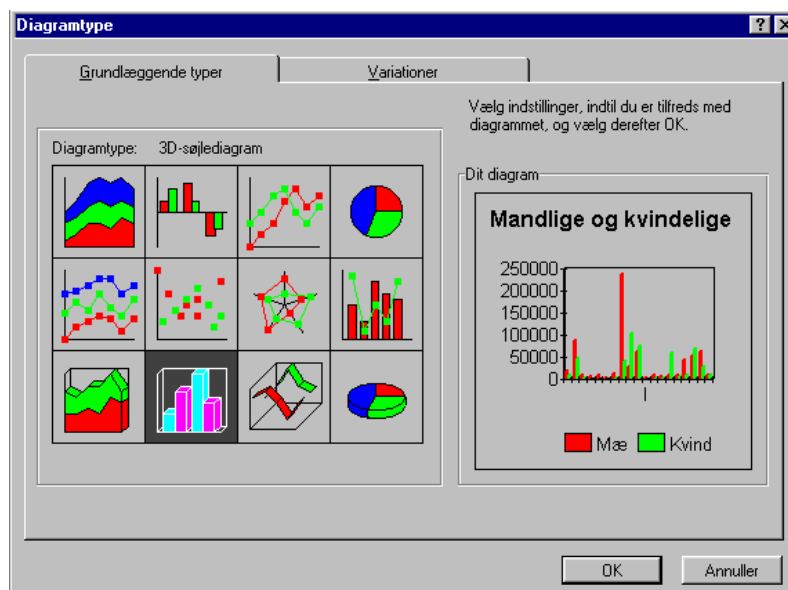 Diagramtype
Grundlæggende typer
Variationer
Vælg indstillinger, indtil du er tilfreds med
diagrammet, og vælg derefter OK.
Diagramtype: 3D-søjlediagram
Dit diagram
Mandlige og kvindelige
250000
200000
150000
100000
50000
0
Mæ Kvind
OK
Annuller